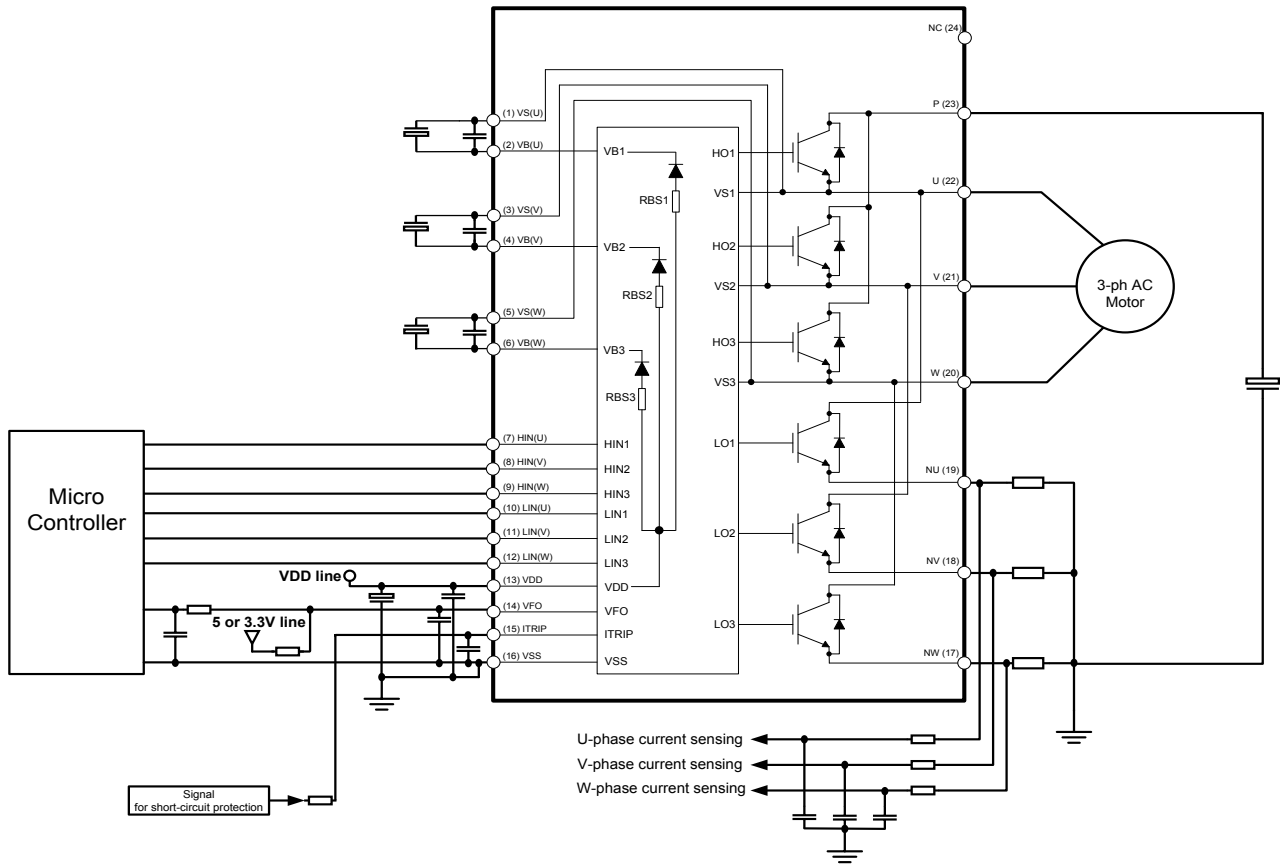 NC (24)
(1) VS(U)
P (23)
(2) VB(U)
VB1
HO1
RBS1
U (22)
VS1
(3) VS(V)
(4) VB(V)
VB2
HO2
RBS2
V (21)
VS2
3-ph AC
Motor
(5) VS(W)
(6) VB(W)
VB3
HO3
RBS3
W (20)
VS3
Micro
Controller
(7) HIN(U)
HIN1
LO1
(8) HIN(V)
HIN2
NU (19)
(9) HIN(W)
HIN3
(10) LIN(U)
LIN1
(11) LIN(V)
LIN2
LO2
(12) LIN(W)
LIN3
NV (18)
VDD line
(13) VDD
VDD
(14) VFO
VFO
5 or 3.3V line
LO3
(15) ITRIP
ITRIP
(16) VSS
VSS
NW (17)
U-phase current sensing
V-phase current sensing
W-phase current sensing
Signal
for short-circuit protection